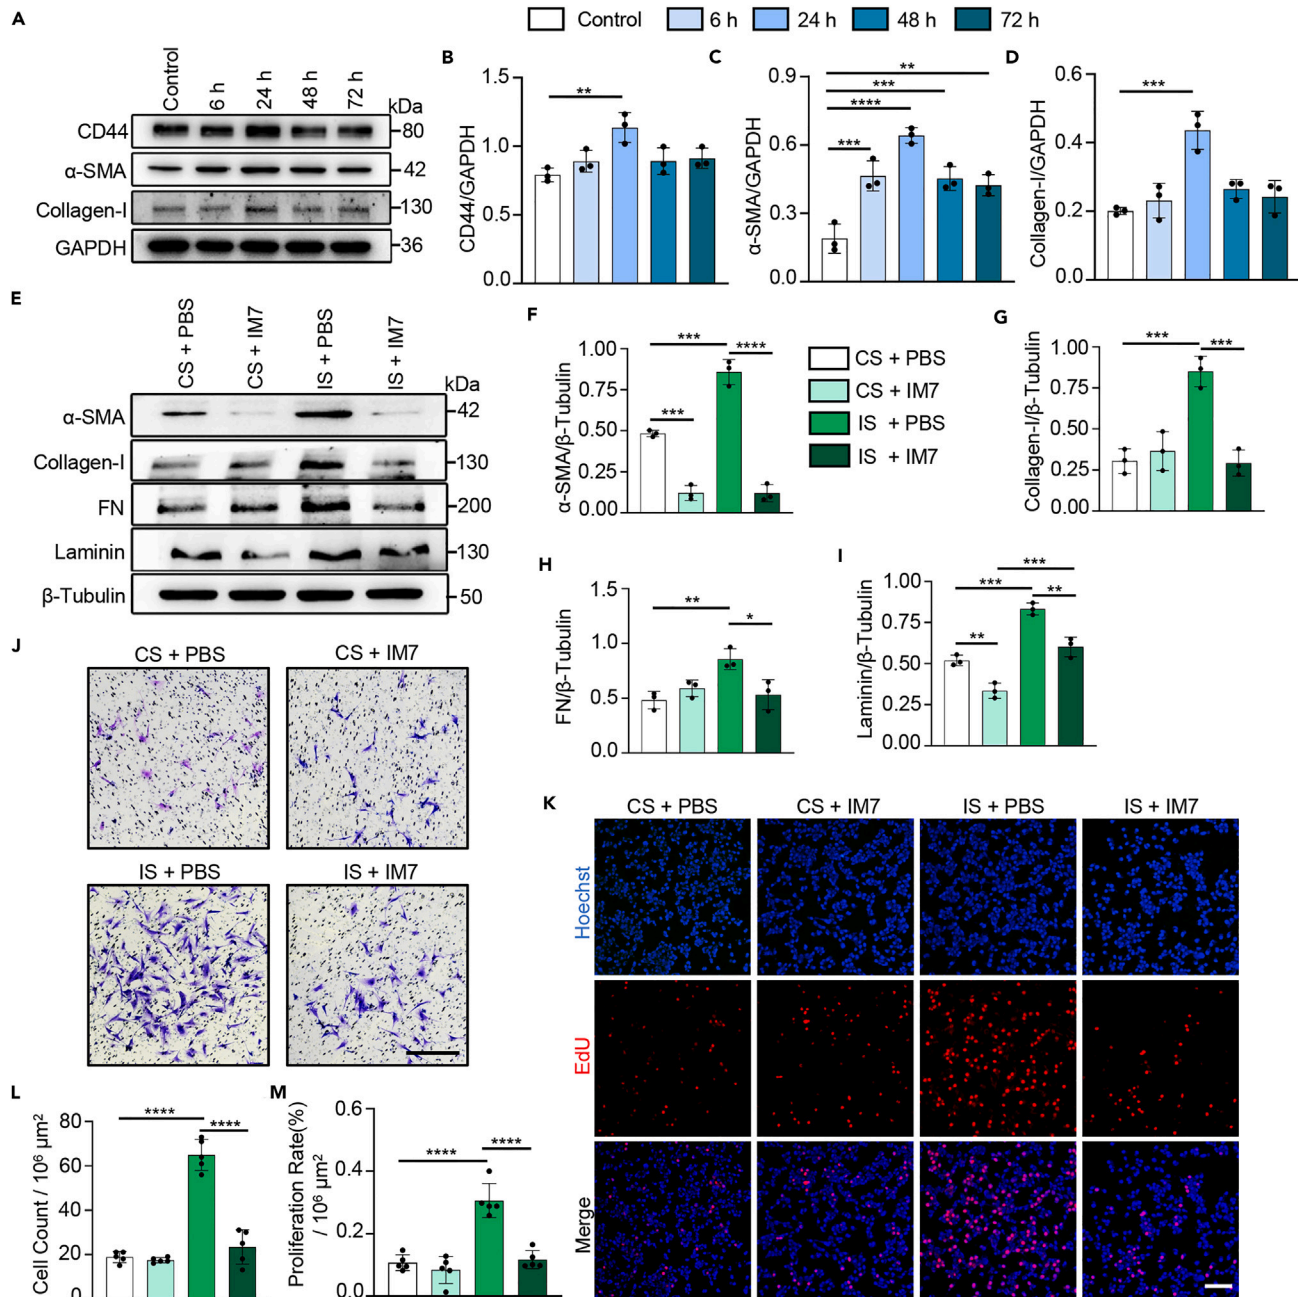 A
Control
6 h
24 h
48 h
72 h
Control
6 h
24 h
48 h
72 h
kDa
CD44
80
α-SMA
42
Collagen-I
130
GAPDH
36
B
CD44/GAPDH
1.5
1.0
0.5
0.0
**
C
α-SMA/GAPDH
0.9
0.6
0.3
0.0
**
***
****
***
D
Collagen-I/GAPDH
0.6
0.4
0.2
0.0
***
E
CS + PBS
CS + IM7
IS + PBS
IS + IM7
kDa
α-SMA
42
Collagen-I
130
FN
200
Laminin
130
β-Tubulin
50
F
α-SMA/β-Tubulin
1.00
0.75
0.50
0.25
0.00
***
****
***
CS + PBS
CS + IM7
IS + PBS
IS + IM7
G
Collagen-I/β-Tubulin
1.00
0.75
0.50
0.25
0.00
***
***
H
FN/β-Tubulin
1.5
1.0
0.5
0.0
**
*
I
Laminin/β-Tubulin
1.00
0.75
0.50
0.25
0.00
***
***
**
**
J
CS + PBS
CS + IM7
IS + PBS
IS + IM7
K
CS + PBS
CS + IM7
IS + PBS
IS + IM7
Hoechst
EdU
Merge
L
Cell Count / 10⁶ µm²
80
60
40
20
0
****
****
M
Proliferation Rate(%)
/ 10⁶ µm²
0.6
0.4
0.2
0.0
****
****